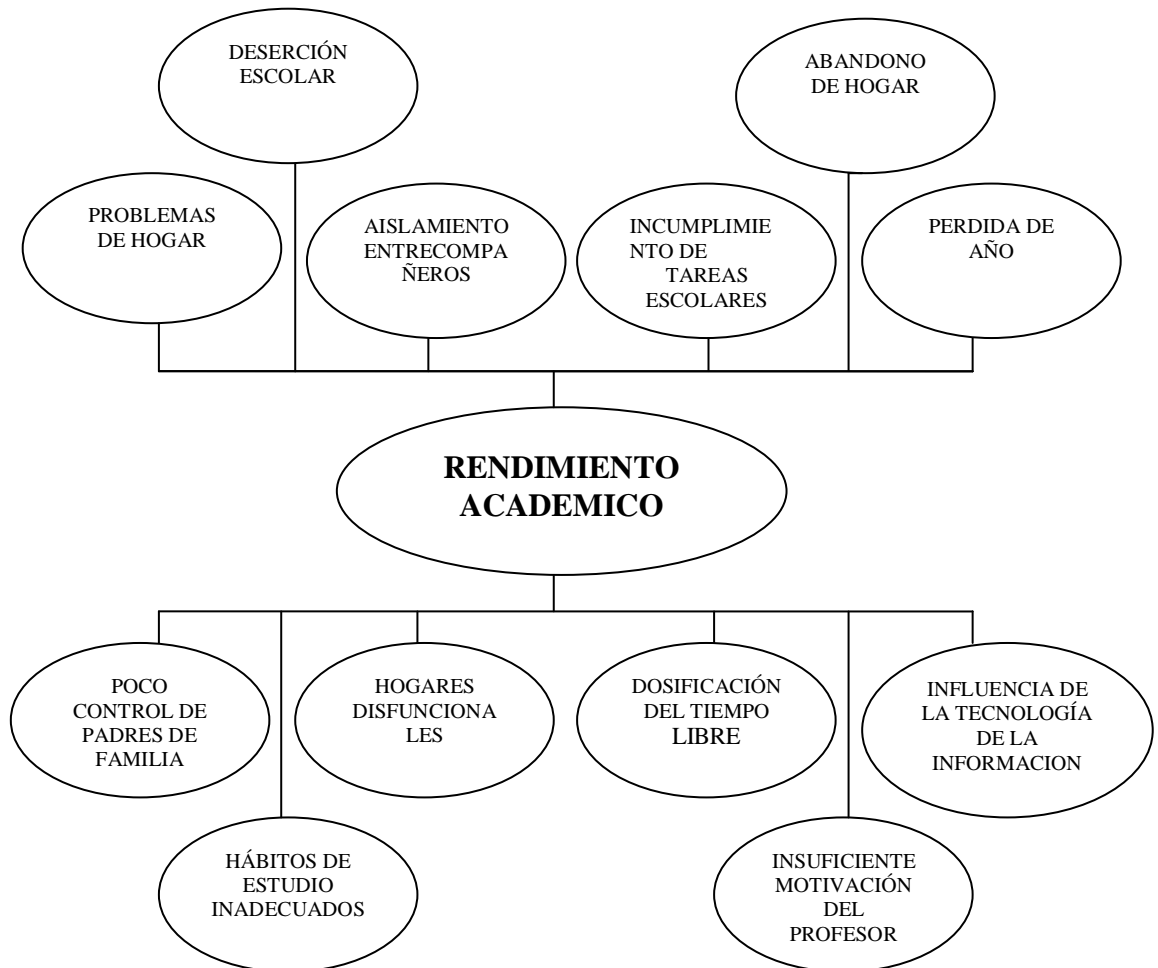 DESERCIÓN
ESCOLAR
ABANDONO
DE HOGAR
PROBLEMAS
DE HOGAR
AISLAMIENTO
ENTRECOMPA
ÑEROS
INCUMPLIMIE
NTO DE
TAREAS
ESCOLARES
PERDIDA DE
AÑO
RENDIMIENTO
ACADEMICO
POCO
CONTROL DE
PADRES DE
FAMILIA
HOGARES
DISFUNCIONA
LES
DOSIFICACIÓN
DEL TIEMPO
LIBRE
INFLUENCIA DE
LA TECNOLOGÍA
DE LA
INFORMACION
HÁBITOS DE
ESTUDIO
INADECUADOS
INSUFICIENTE
MOTIVACIÓN
DEL
PROFESOR